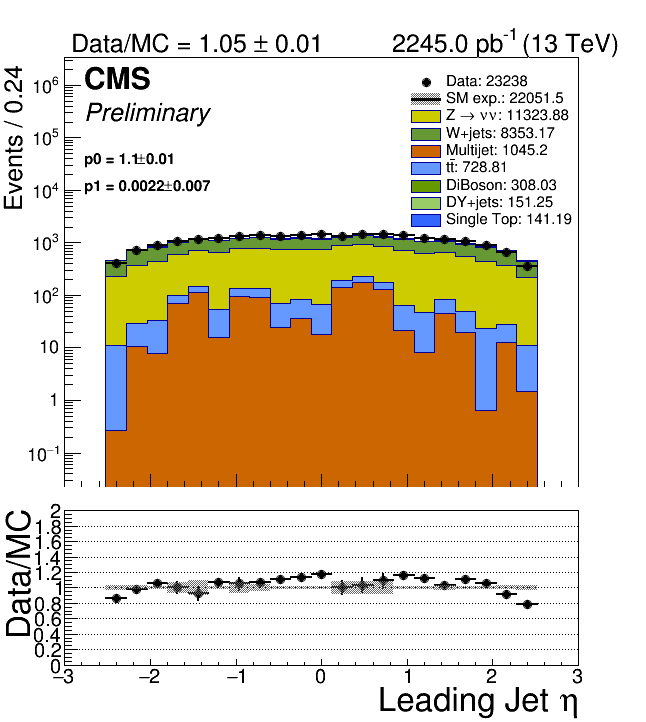 Data/MC = 1.05 ± 0.01 2245.0 pb⁻¹ (13 TeV)
CMS
Preliminary
p0 = 1.1±0.01
p1 = 0.0022±0.007
Data: 23238
SM exp.: 22051.5
Z → νν: 11323.88
W+jets: 8353.17
Multijet: 1045.2
tt̄: 728.81
DiBoson: 308.03
DY+jets: 151.25
Single Top: 141.19
Events / 0.24
10⁶
10⁵
10⁴
10³
10²
10
1
10⁻¹
Data/MC
2
1.8
1.6
1.4
1.2
1
0.8
0.6
0.4
0.2
0
−3 −2 −1 0 1 2 3
Leading Jet η